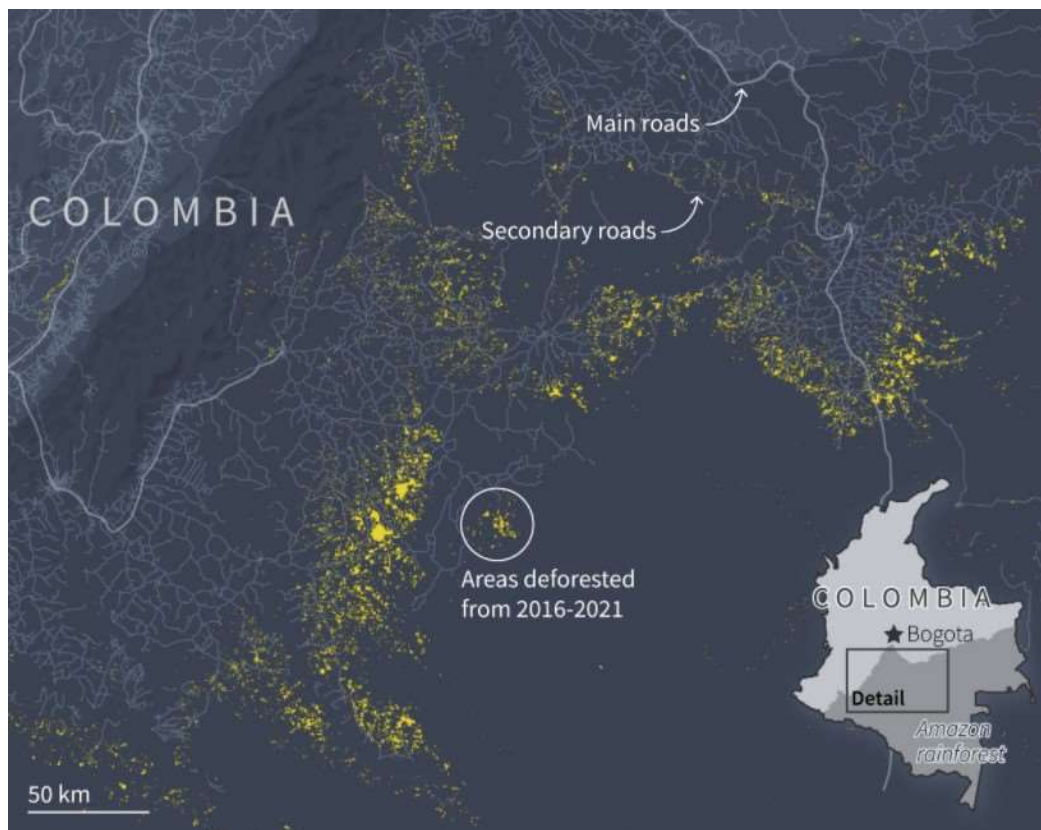 Main roads
COLOMBIA
Secondary roads
Areas deforested
from 2016-2021
COLOMBIA
Bogota
Detail
Amazon
rainforest
50 km